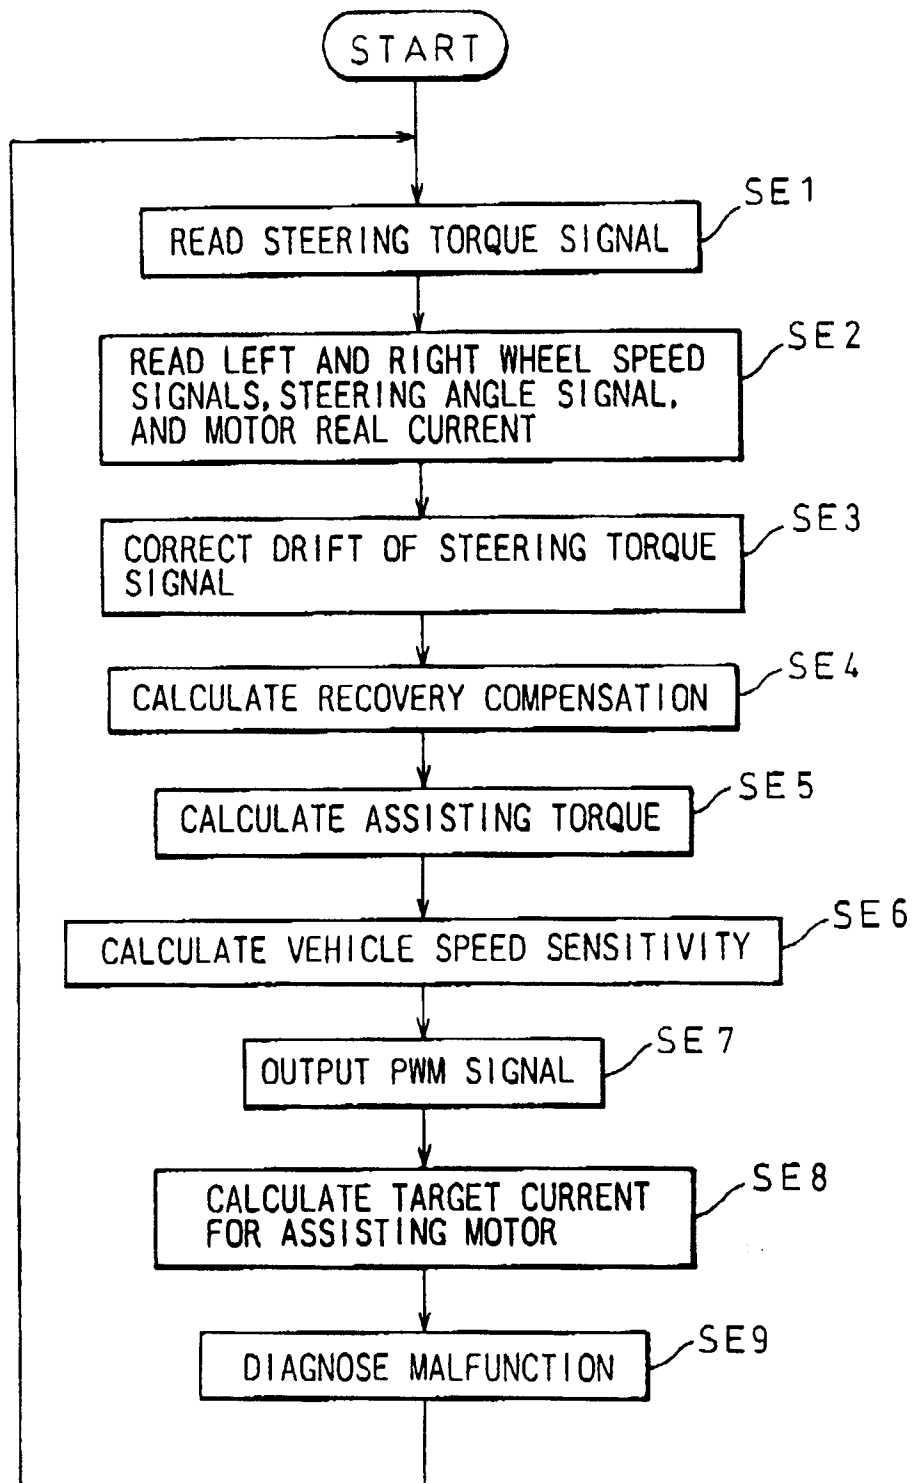 START
SE1
READ STEERING TORQUE SIGNAL
SE2
READ LEFT AND RIGHT WHEEL SPEED
SIGNALS, STEERING ANGLE SIGNAL,
AND MOTOR REAL CURRENT
SE3
CORRECT DRIFT OF STEERING TORQUE
SIGNAL
SE4
CALCULATE RECOVERY COMPENSATION
SE5
CALCULATE ASSISTING TORQUE
SE6
CALCULATE VEHICLE SPEED SENSITIVITY
SE7
OUTPUT PWM SIGNAL
SE8
CALCULATE TARGET CURRENT
FOR ASSISTING MOTOR
SE9
DIAGNOSE MALFUNCTION